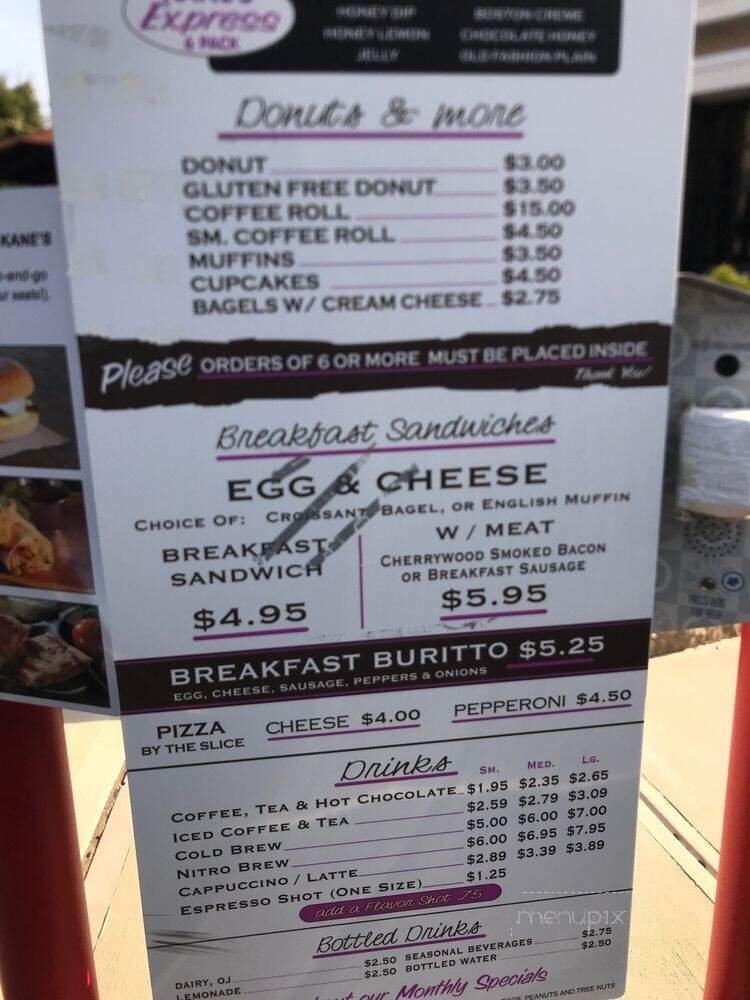 Express
6 PACK
HONEY DIP BOSTON CREME
HONEY LEMON CHOCOLATE HONEY
JELLY OLD FASHION PLAIN
Donuts & more
DONUT $3.00
GLUTEN FREE DONUT $3.50
COFFEE ROLL $15.00
SM. COFFEE ROLL $4.50
MUFFINS $3.50
CUPCAKES $4.50
BAGELS W/ CREAM CHEESE $2.75
KANE'S
Please ORDERS OF 6 OR MORE MUST BE PLACED INSIDE
Thank You!
Breakfast Sandwiches
EGG & CHEESE
CHOICE OF: CROISSANT, BAGEL, OR ENGLISH MUFFIN
BREAKFAST
SANDWICH
$4.95
W / MEAT
CHERRYWOOD SMOKED BACON
OR BREAKFAST SAUSAGE
$5.95
BREAKFAST BURITTO $5.25
EGG, CHEESE, SAUSAGE, PEPPERS & ONIONS
PIZZA
BY THE SLICE
CHEESE $4.00 PEPPERONI $4.50
Drinks SM. MED. LG.
COFFEE, TEA & HOT CHOCOLATE $1.95 $2.35 $2.65
ICED COFFEE & TEA $2.59 $2.79 $3.09
COLD BREW $5.00 $6.00 $7.00
NITRO BREW $6.00 $6.95 $7.95
CAPPUCCINO / LATTE $2.89 $3.39 $3.89
ESPRESSO SHOT (ONE SIZE) $1.25
add a Flavor Shot .75
menupix
Bottled Drinks
DAIRY, OJ $2.50 SEASONAL BEVERAGES $2.75
LEMONADE $2.50 BOTTLED WATER $2.50
our Monthly Specials
PEANUTS AND TREE NUTS